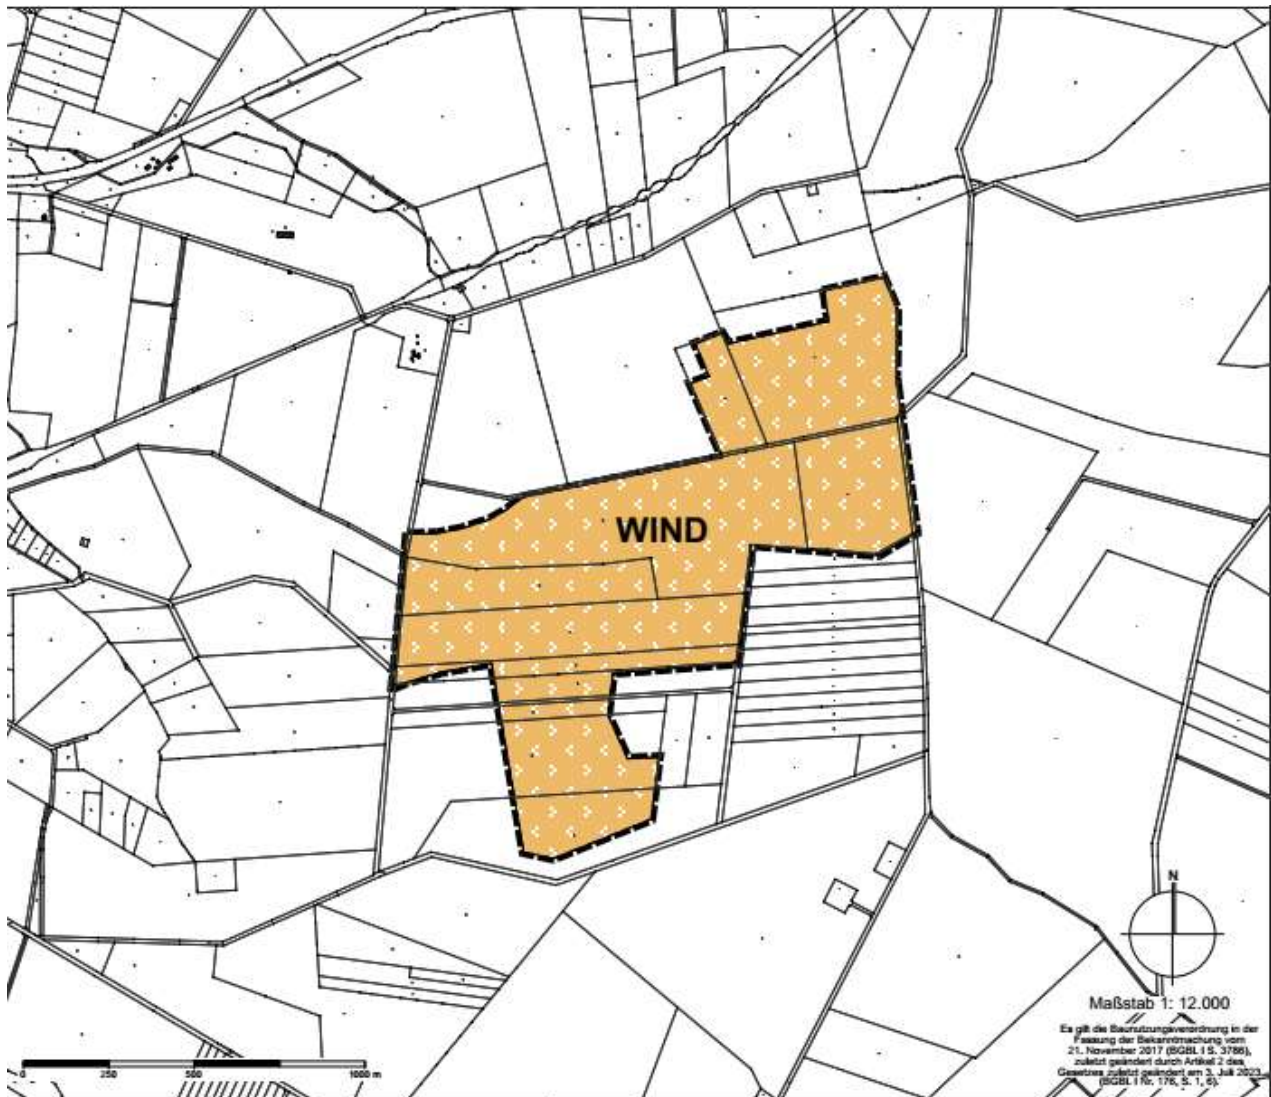 WIND
N
Maßstab 1: 12.000
Es gilt die Baunutzungsverordnung in der
Fassung der Bekanntmachung vom
21. November 2017 (BGBL I S. 3786),
zuletzt geändert durch Artikel 2 des
Gesetzes zuletzt geändert am 3. Juli 2023
(BGBL I Nr. 176, S. 1, 6).
250 500 1000 m